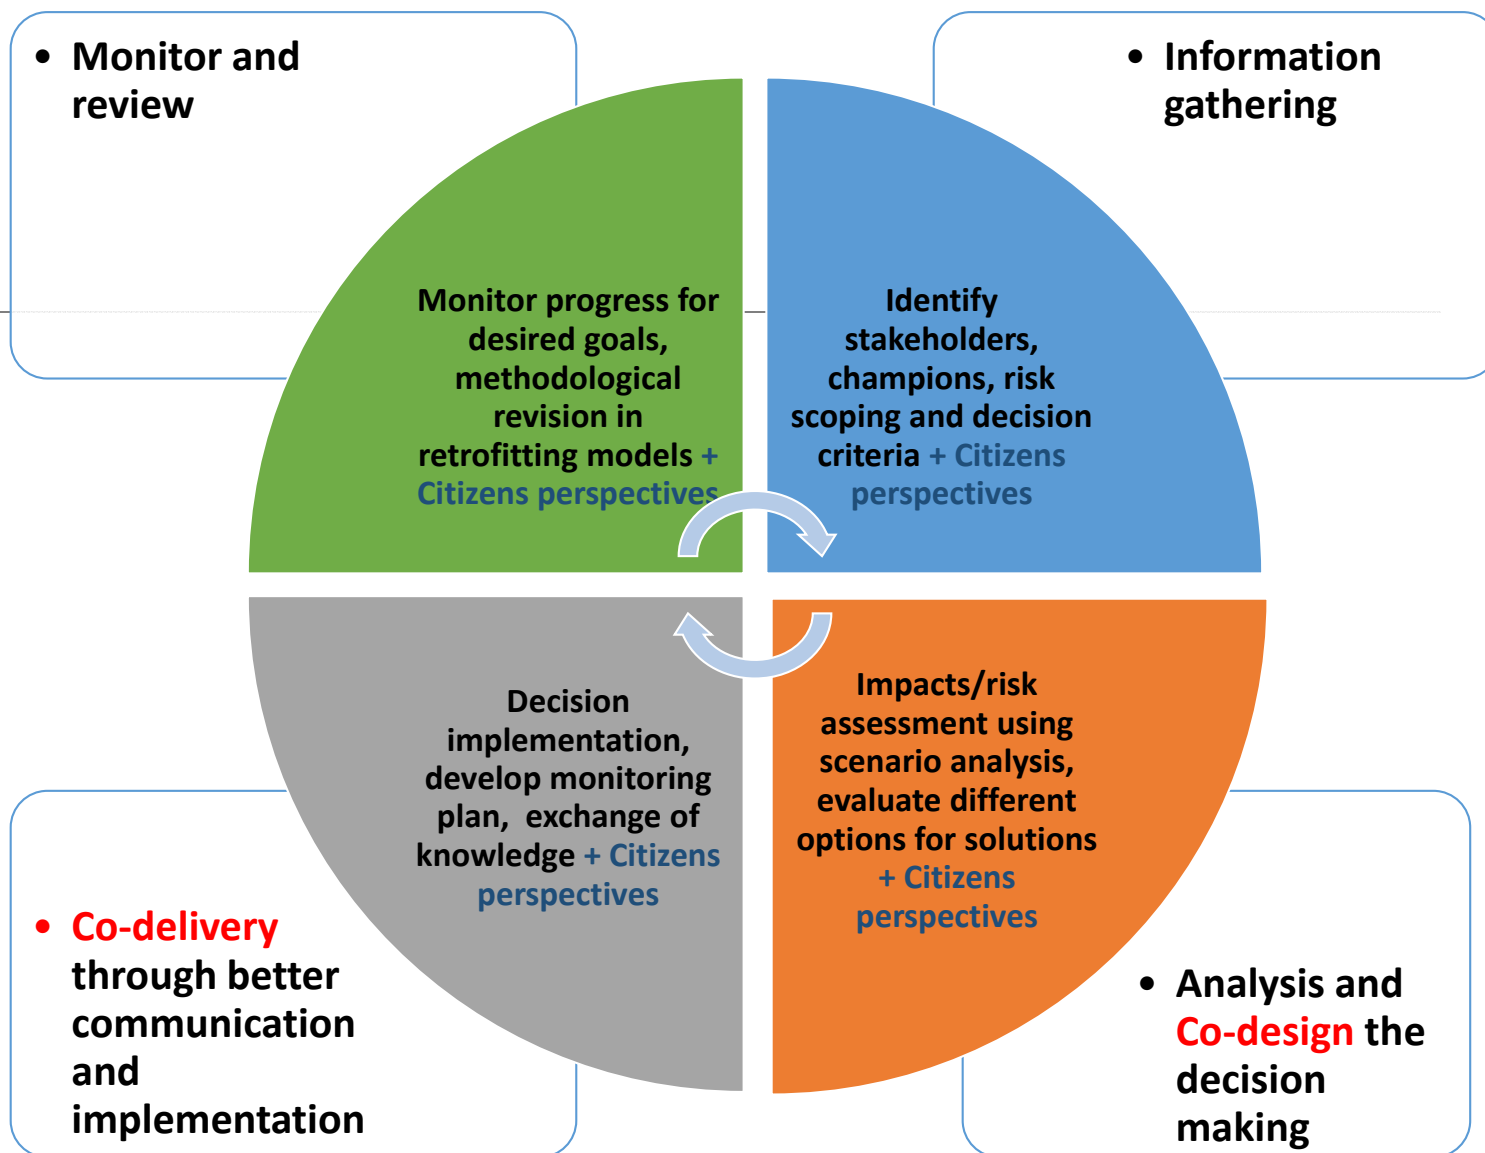 • Monitor and
review
• Information
gathering
Monitor progress for
desired goals,
methodological
revision in
retrofitting models +
Citizens perspectives
Identify
stakeholders,
champions, risk
scoping and decision
criteria + Citizens
perspectives
Decision
implementation,
develop monitoring
plan,  exchange of
knowledge + Citizens
perspectives
Impacts/risk
assessment using
scenario analysis,
evaluate different
options for solutions
+ Citizens
perspectives
• Co-delivery
through better
communication
and
implementation
• Analysis and
Co-design the
decision
making